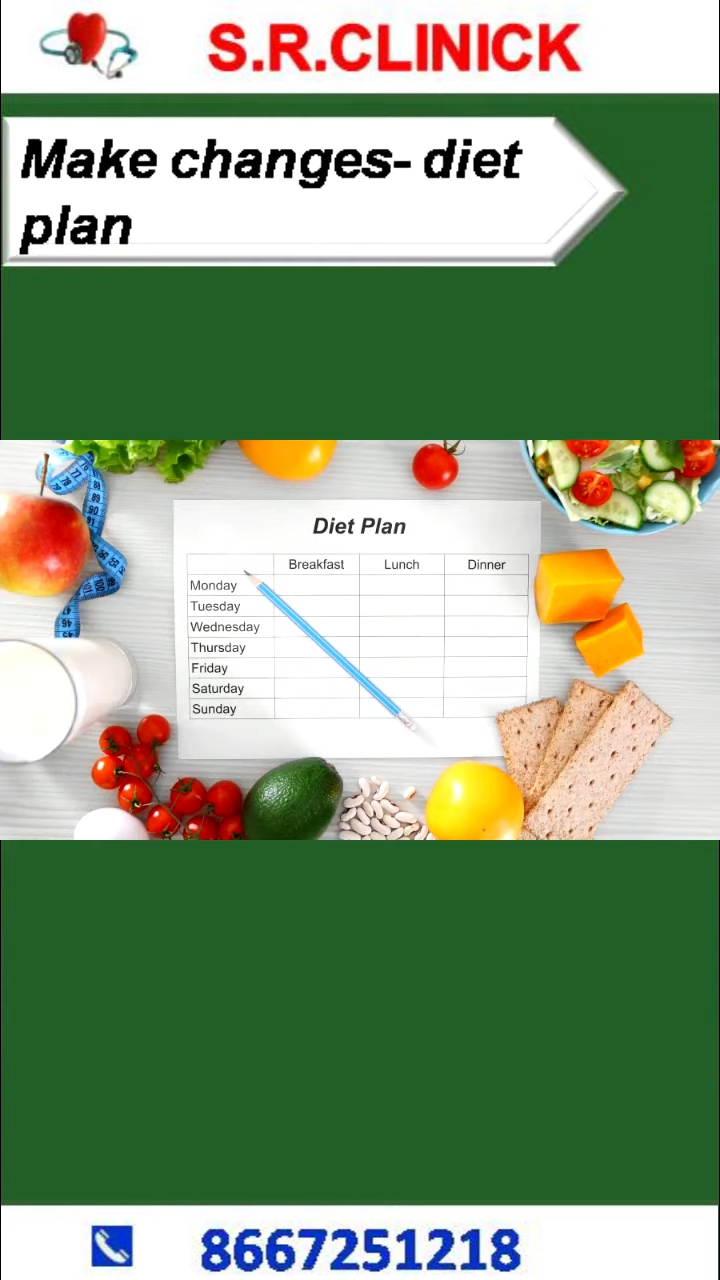 S.R.CLINICK
Make changes- diet
plan
Diet Plan
Breakfast Lunch Dinner
Monday
Tuesday
Wednesday
Thursday
Friday
Saturday
Sunday
8667251218